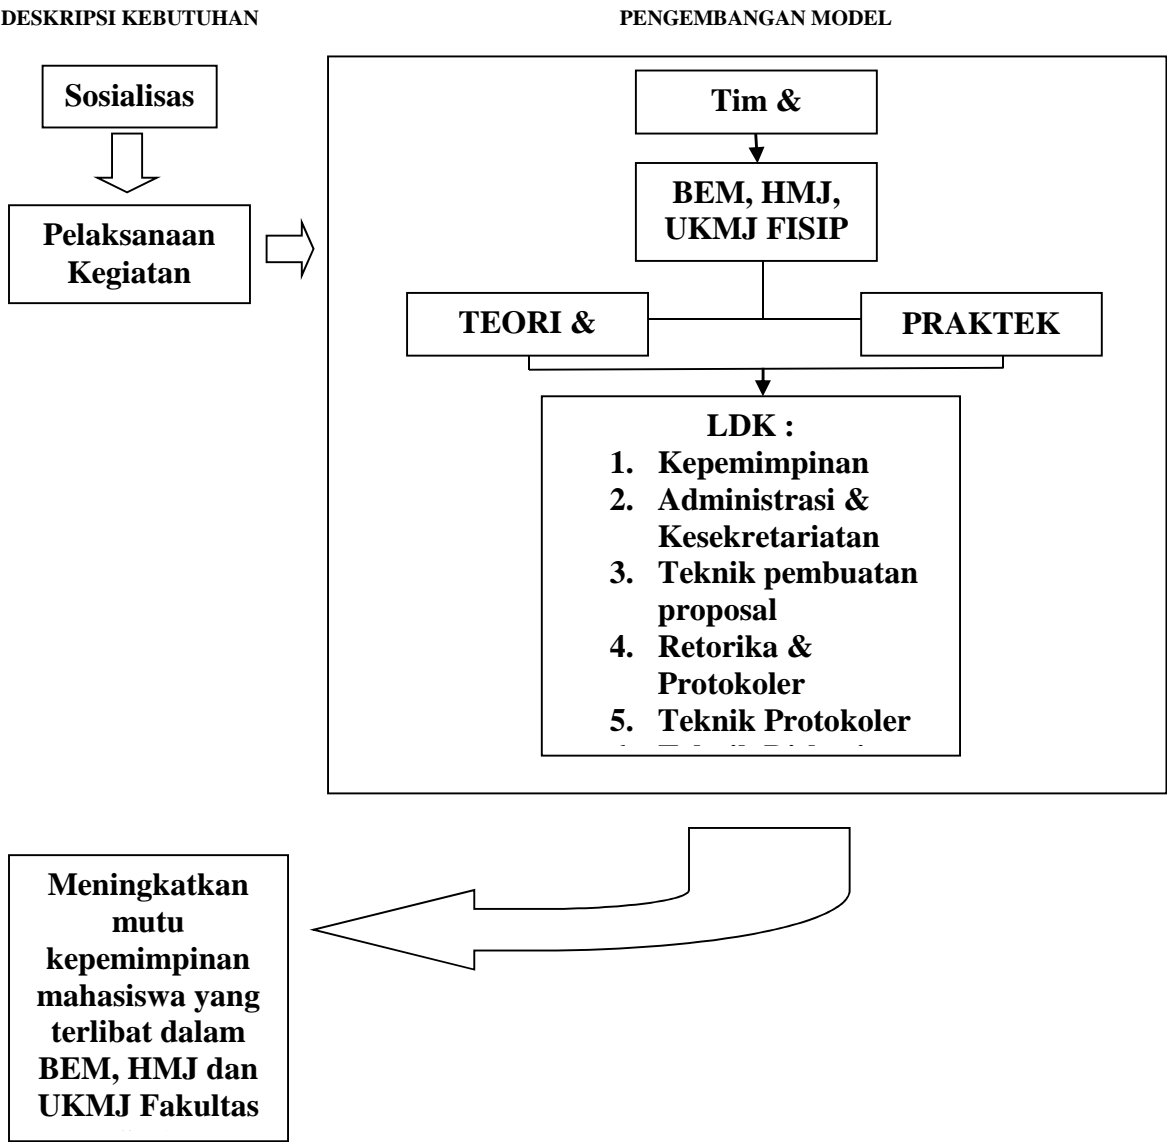 DESKRIPSI KEBUTUHAN
PENGEMBANGAN MODEL
Sosialisas
Pelaksanaan
Kegiatan
Tim &
BEM, HMJ,
UKMJ FISIP
TEORI &
PRAKTEK
LDK :
1. Kepemimpinan
2. Administrasi &
Kesekretariatan
3. Teknik pembuatan
proposal
4. Retorika &
Protokoler
5. Teknik Protokoler
Meningkatkan
mutu
kepemimpinan
mahasiswa yang
terlibat dalam
BEM, HMJ dan
UKMJ Fakultas